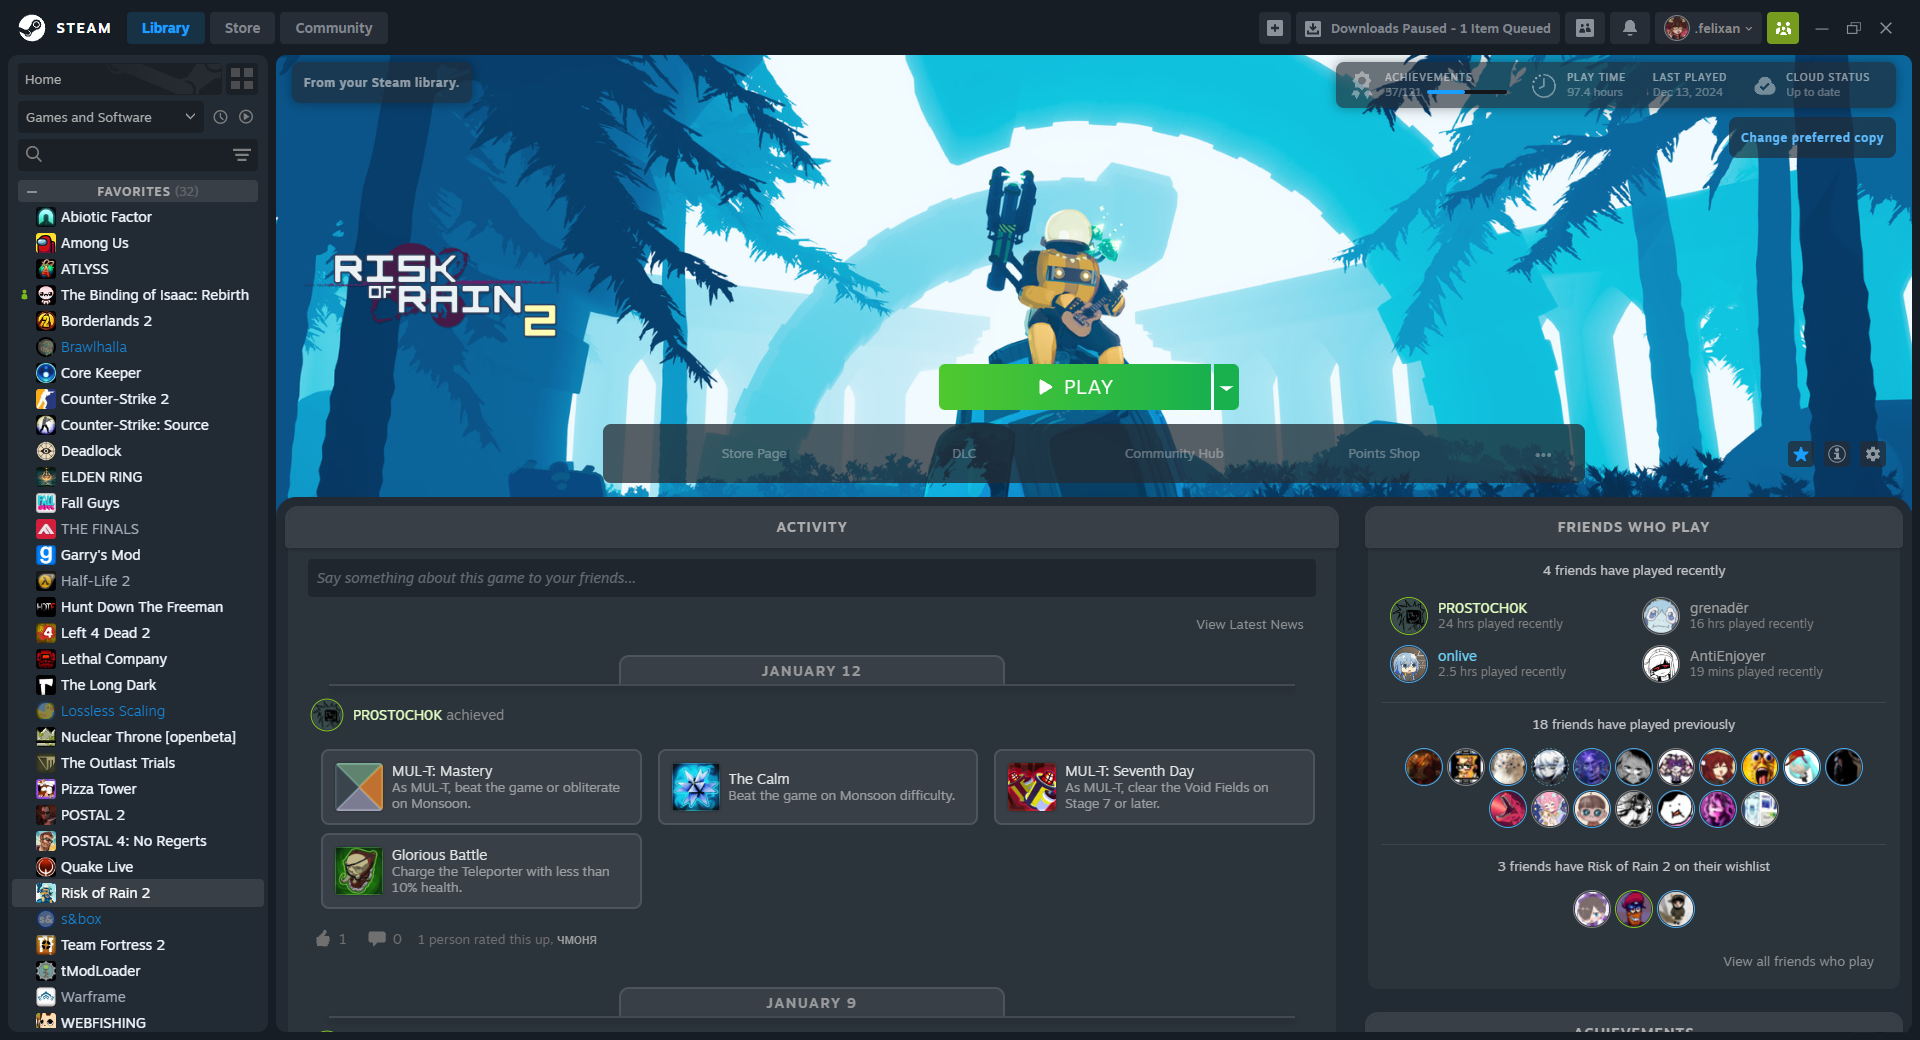 STEAM
Library
Store
Community
Downloads Paused - 1 Item Queued
.felixan
Home
Games and Software
FAVORITES (32)
Abiotic Factor
Among Us
ATLYSS
The Binding of Isaac: Rebirth
Borderlands 2
Brawlhalla
Core Keeper
Counter-Strike 2
Counter-Strike: Source
Deadlock
ELDEN RING
Fall Guys
THE FINALS
Garry's Mod
Half-Life 2
Hunt Down The Freeman
Left 4 Dead 2
Lethal Company
The Long Dark
Lossless Scaling
Nuclear Throne [openbeta]
The Outlast Trials
Pizza Tower
POSTAL 2
POSTAL 4: No Regerts
Quake Live
Risk of Rain 2
s&box
Team Fortress 2
tModLoader
Warframe
WEBFISHING
From your Steam library.
ACHIEVEMENTS
57/131
PLAY TIME
97.4 hours
LAST PLAYED
Dec 13, 2024
CLOUD STATUS
Up to date
Change preferred copy
RISK
OF RAIN
2
PLAY
Store Page
DLC
Community Hub
Points Shop
ACTIVITY
Say something about this game to your friends...
View Latest News
JANUARY 12
PROSTOCHOK achieved
MUL-T: Mastery
As MUL-T, beat the game or obliterate
on Monsoon.
The Calm
Beat the game on Monsoon difficulty.
MUL-T: Seventh Day
As MUL-T, clear the Void Fields on
Stage 7 or later.
Glorious Battle
Charge the Teleporter with less than
10% health.
1
0
1 person rated this up, чмоня
JANUARY 9
FRIENDS WHO PLAY
4 friends have played recently
PROSTOCHOK
24 hrs played recently
grenadër
16 hrs played recently
onlive
2.5 hrs played recently
AntiEnjoyer
19 mins played recently
18 friends have played previously
3 friends have Risk of Rain 2 on their wishlist
View all friends who play
ACHIEVEMENTS